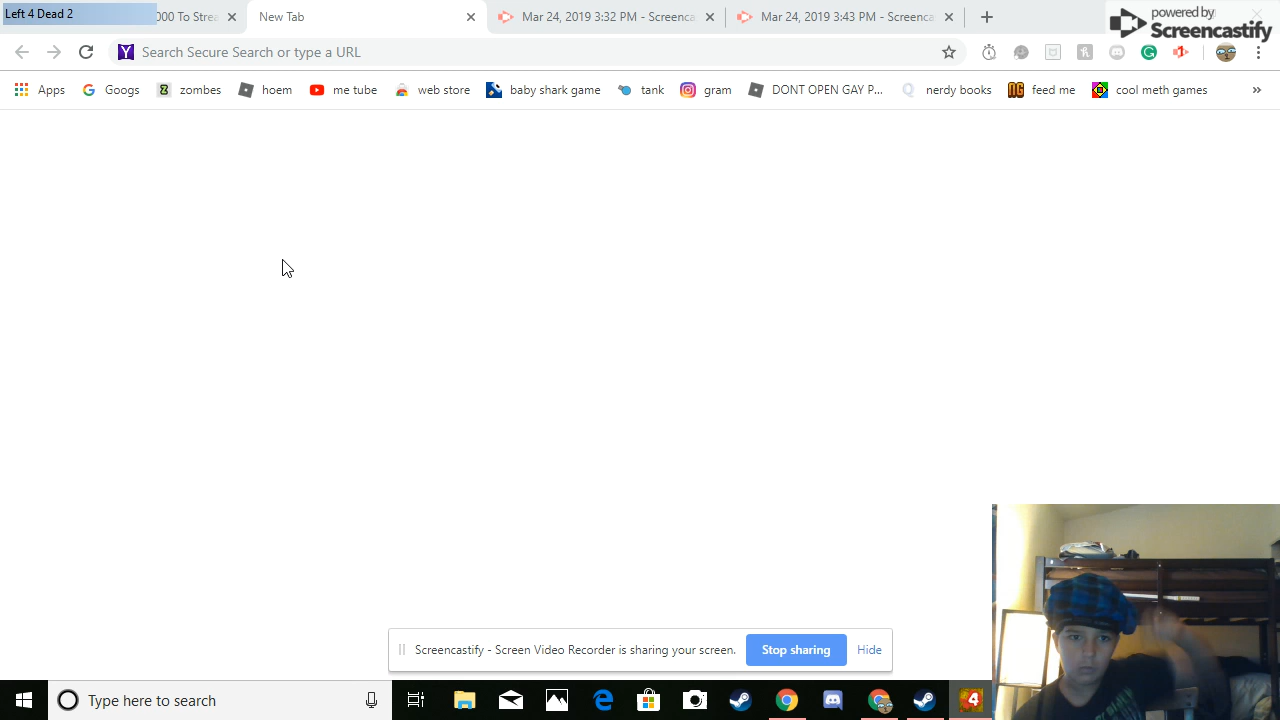 Left 4 Dead 2
000 To Strea
New Tab
Mar 24, 2019 3:32 PM - Screenca
Mar 24, 2019 3:43 PM - Screenca
powered by
Screencastify
Search Secure Search or type a URL
Apps
Googs
zombes
hoem
me tube
web store
baby shark game
tank
gram
DONT OPEN GAY P...
nerdy books
feed me
cool meth games
Screencastify - Screen Video Recorder is sharing your screen.
Stop sharing
Hide
Type here to search